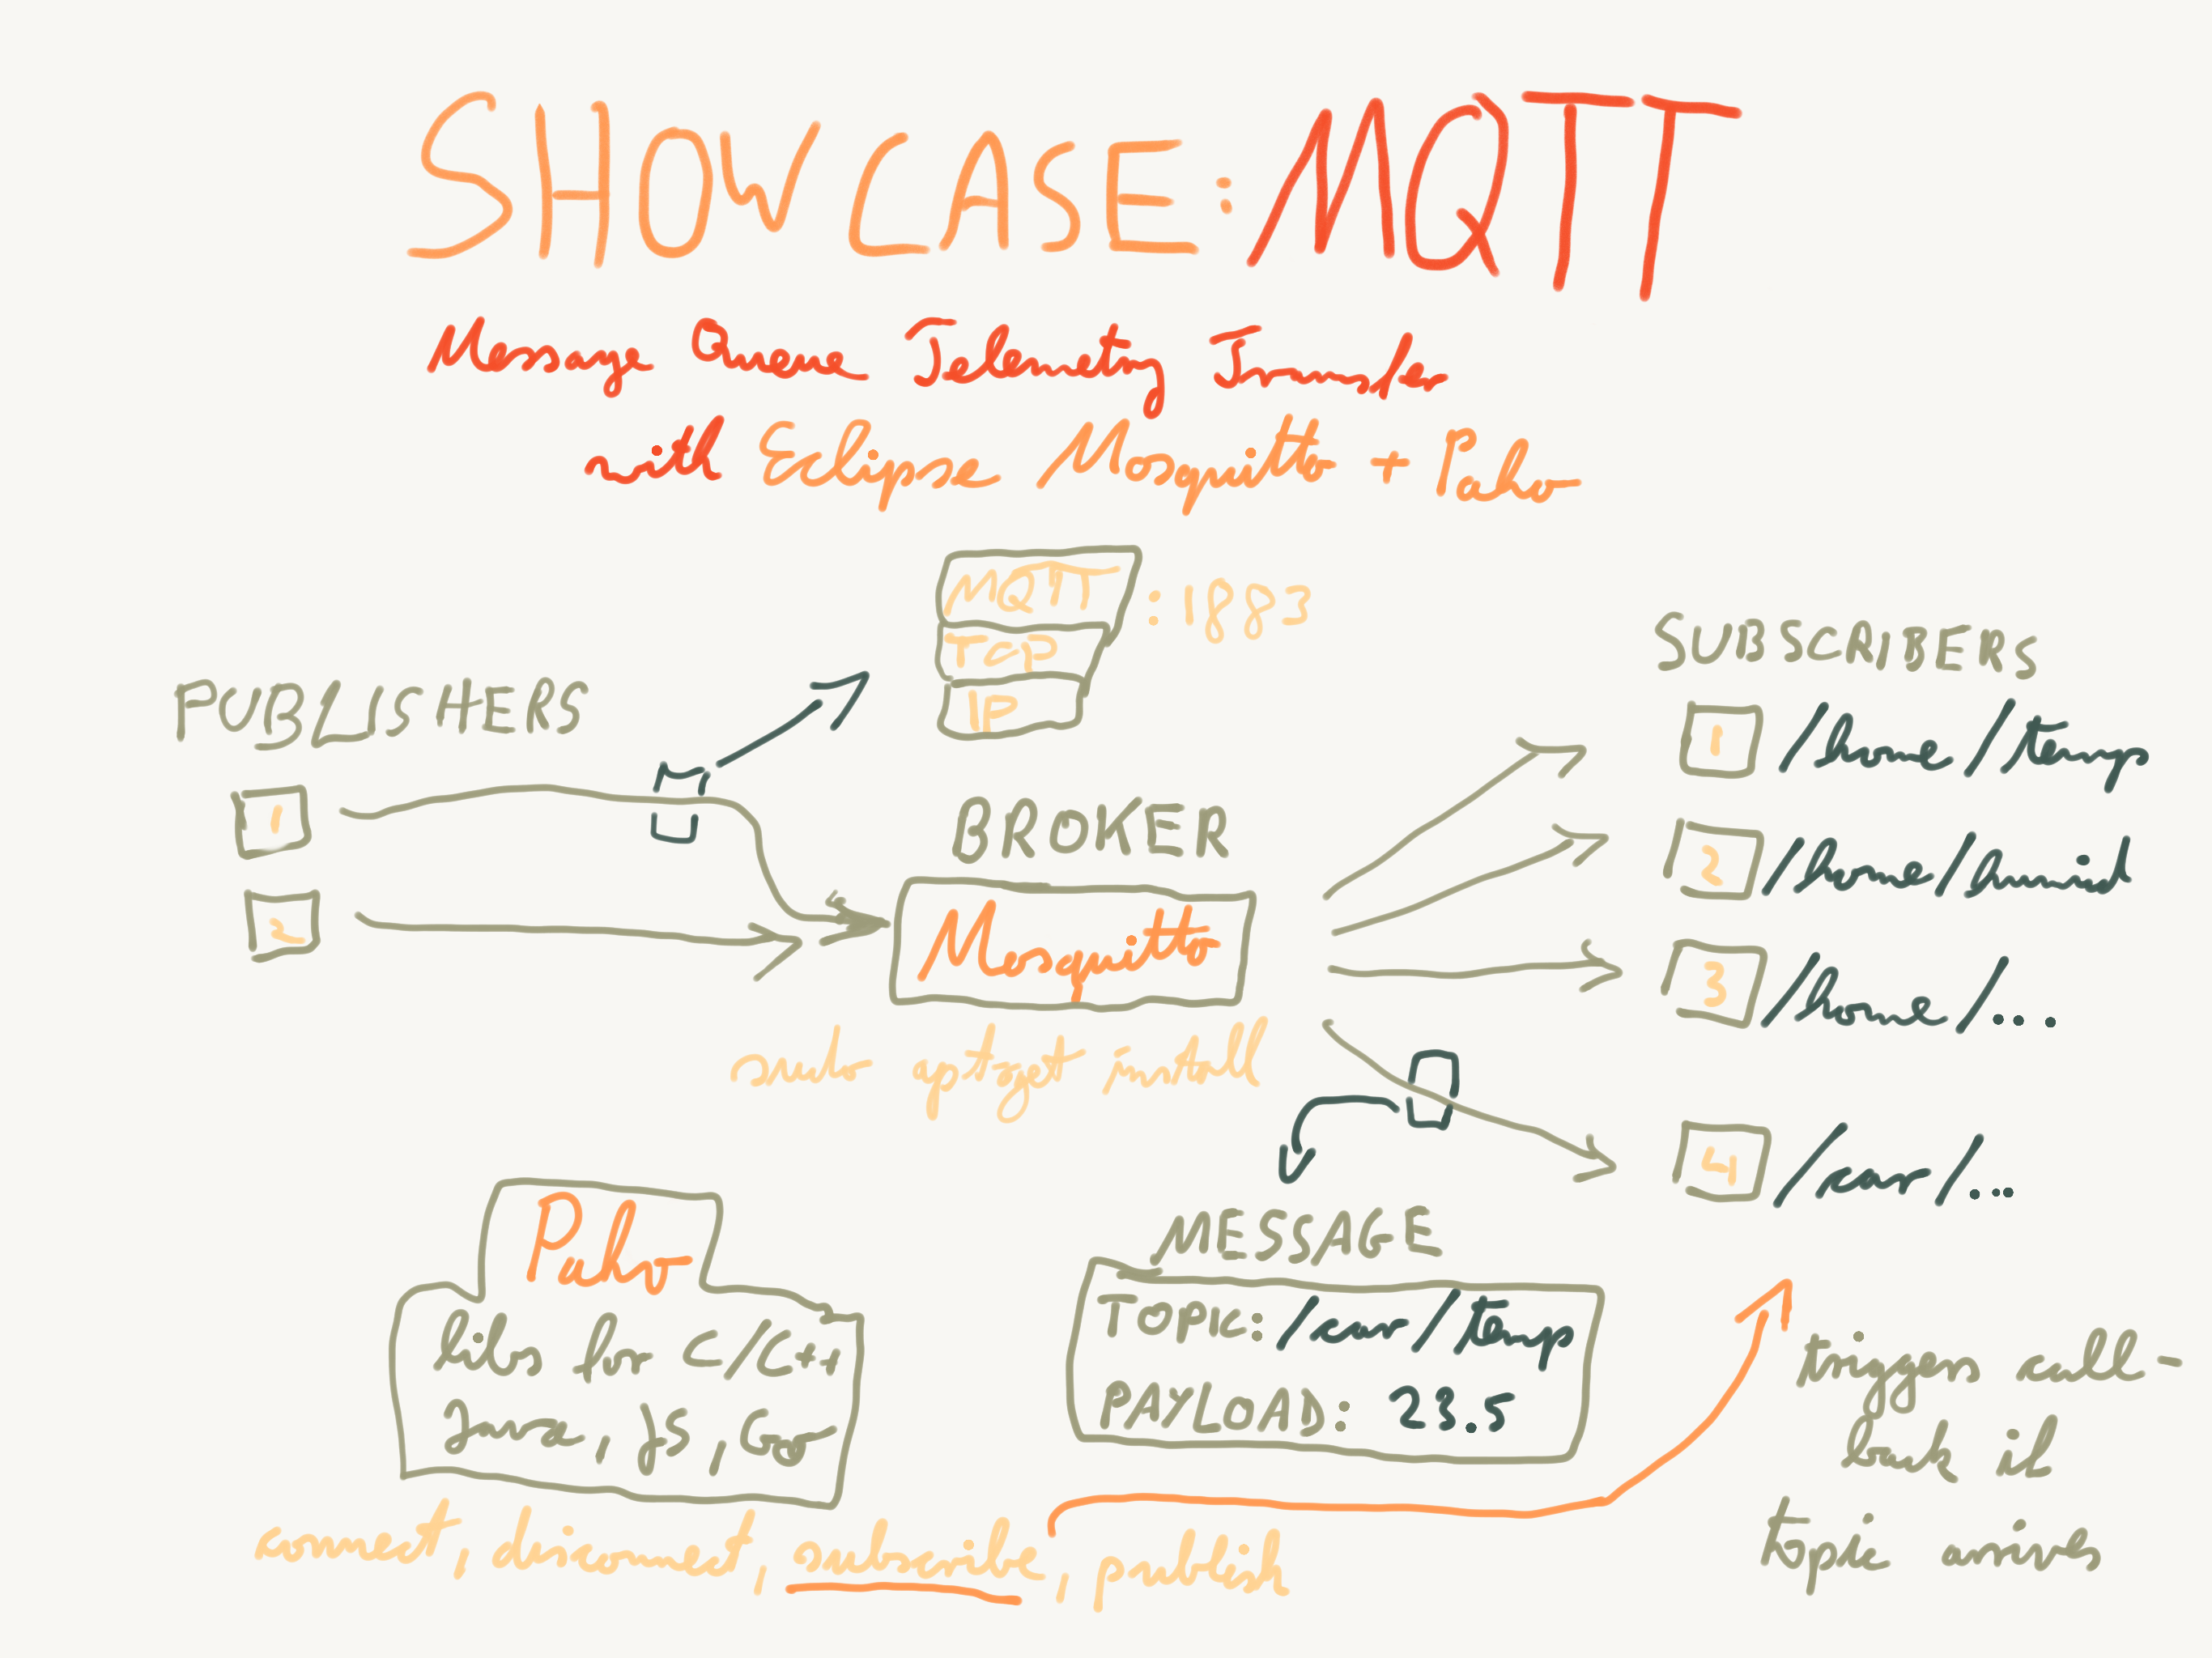 SHOWCASE: MQTT
Message Queue Telemetry Transfer
with Eclipse Mosquitto + Paho
MQTT :1883
TCP
IP
PUBLISHERS
1
2
BROKER
Mosquitto
sudo apt-get install
SUBSCRIBERS
1 /home/temp
2 /home/humid
3 /home/...
4 /car/...
Paho
libs for C/C++
Java, JS, Go
connect, disconnect, subscribe, publish
MESSAGE
TOPIC: /car/temp
PAYLOAD: 23.5
triggers call-
back if
topic arrives